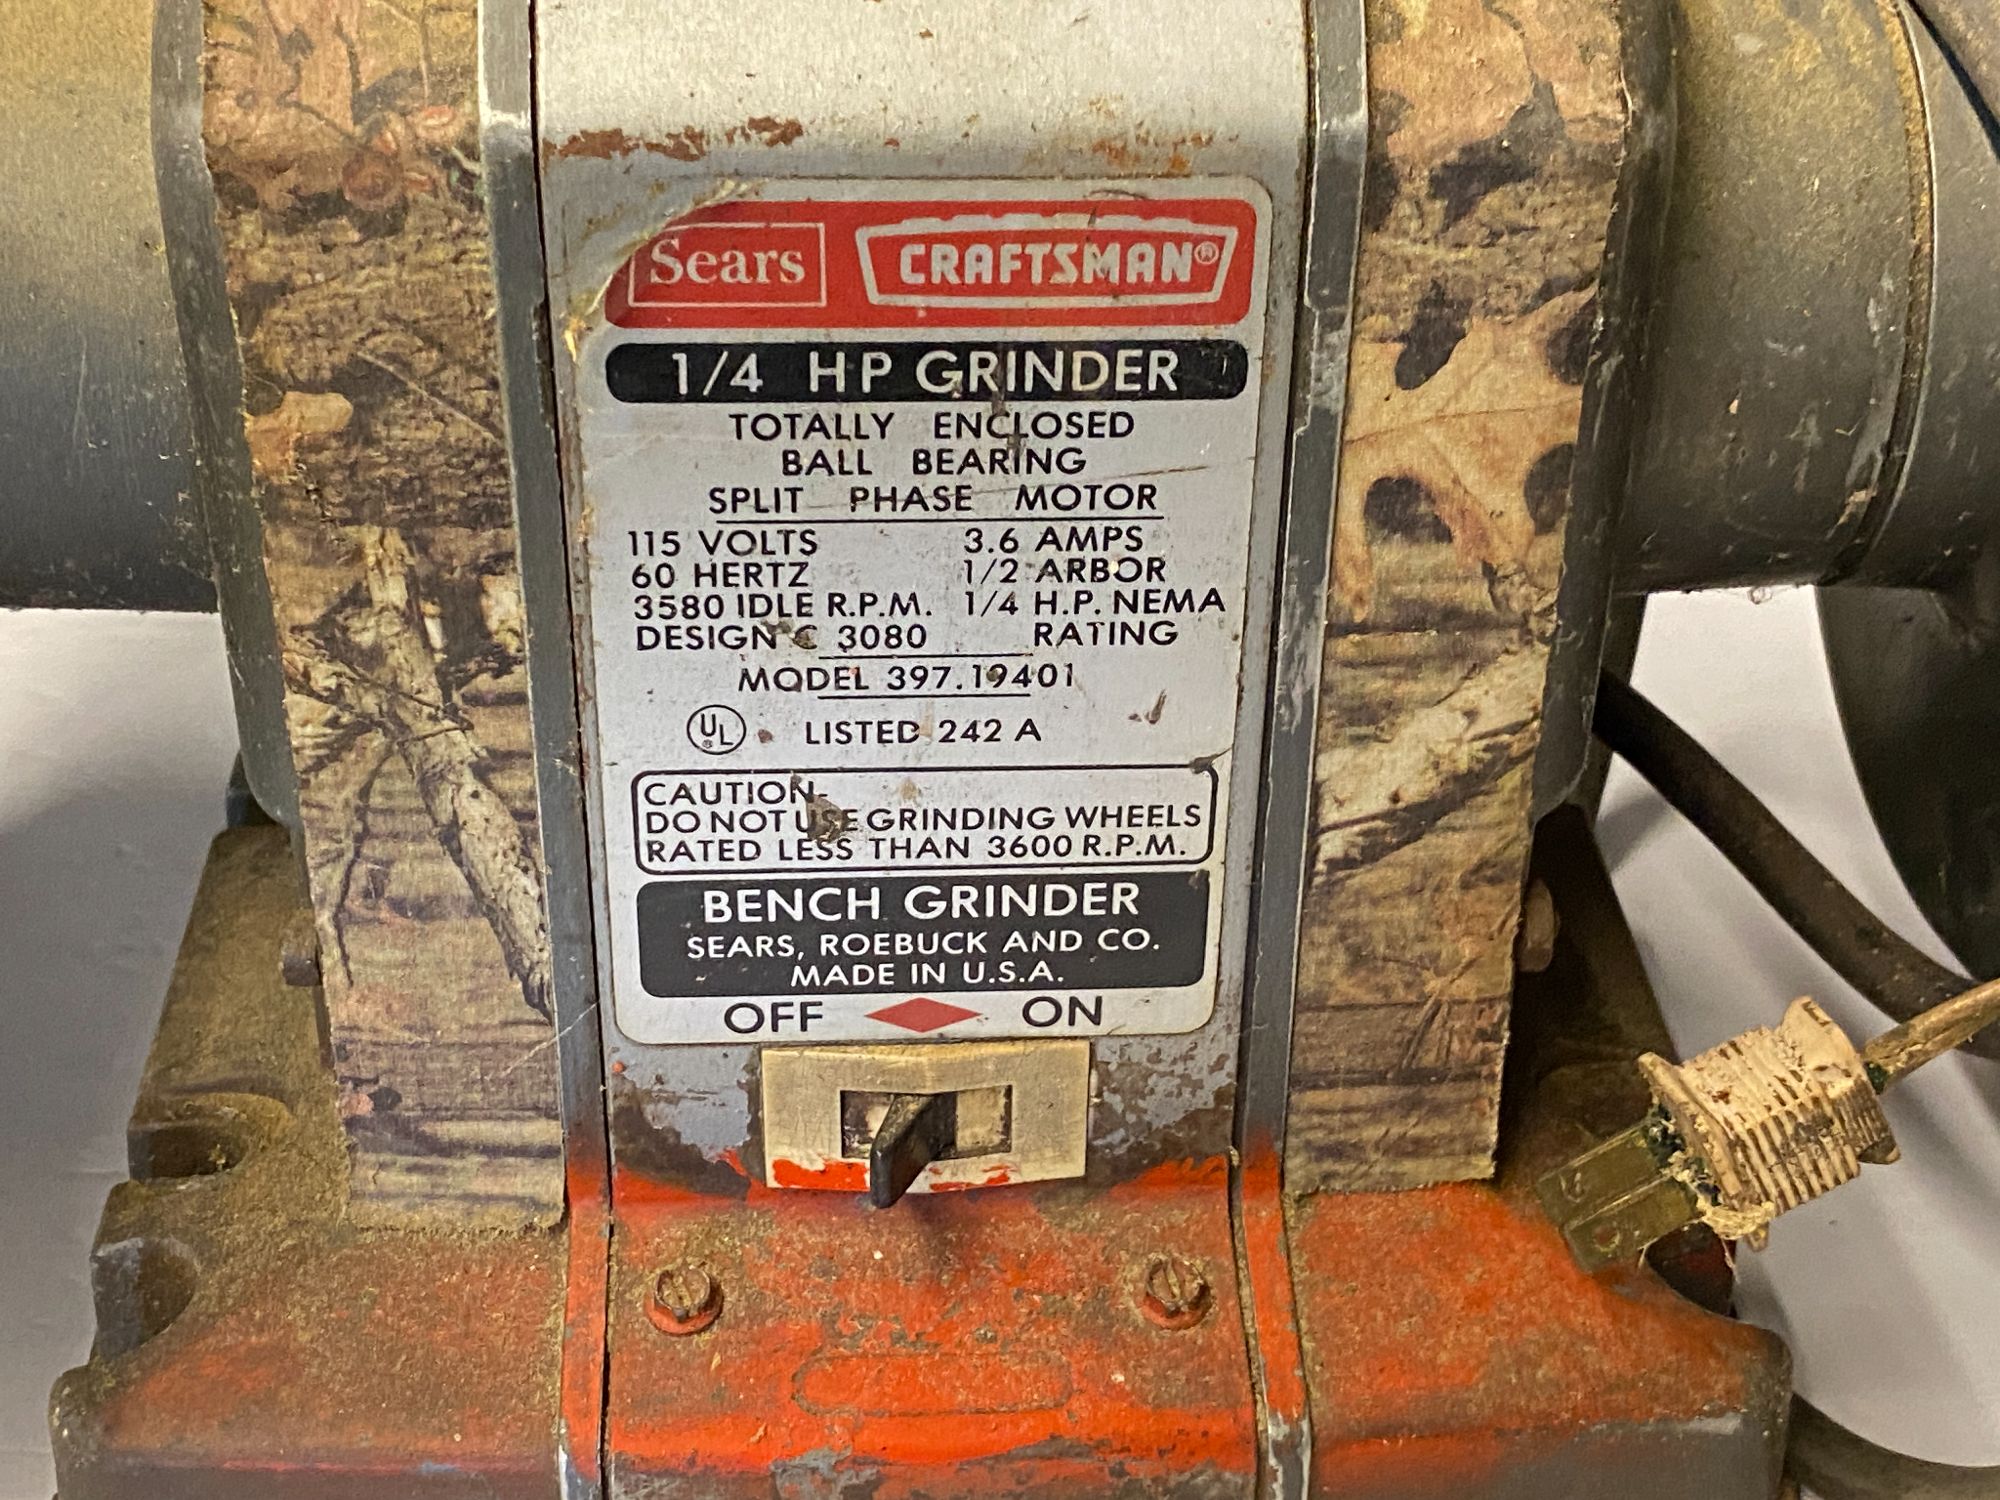 Sears CRAFTSMAN®
1/4 HP GRINDER
TOTALLY ENCLOSED
BALL BEARING
SPLIT PHASE MOTOR
115 VOLTS 3.6 AMPS
60 HERTZ 1/2 ARBOR
3580 IDLE R.P.M. 1/4 H.P. NEMA
DESIGN C 3080 RATING
MODEL 397.19401
UL® LISTED 242 A
CAUTION-
DO NOT USE GRINDING WHEELS
RATED LESS THAN 3600 R.P.M.
BENCH GRINDER
SEARS, ROEBUCK AND CO.
MADE IN U.S.A.
OFF ON